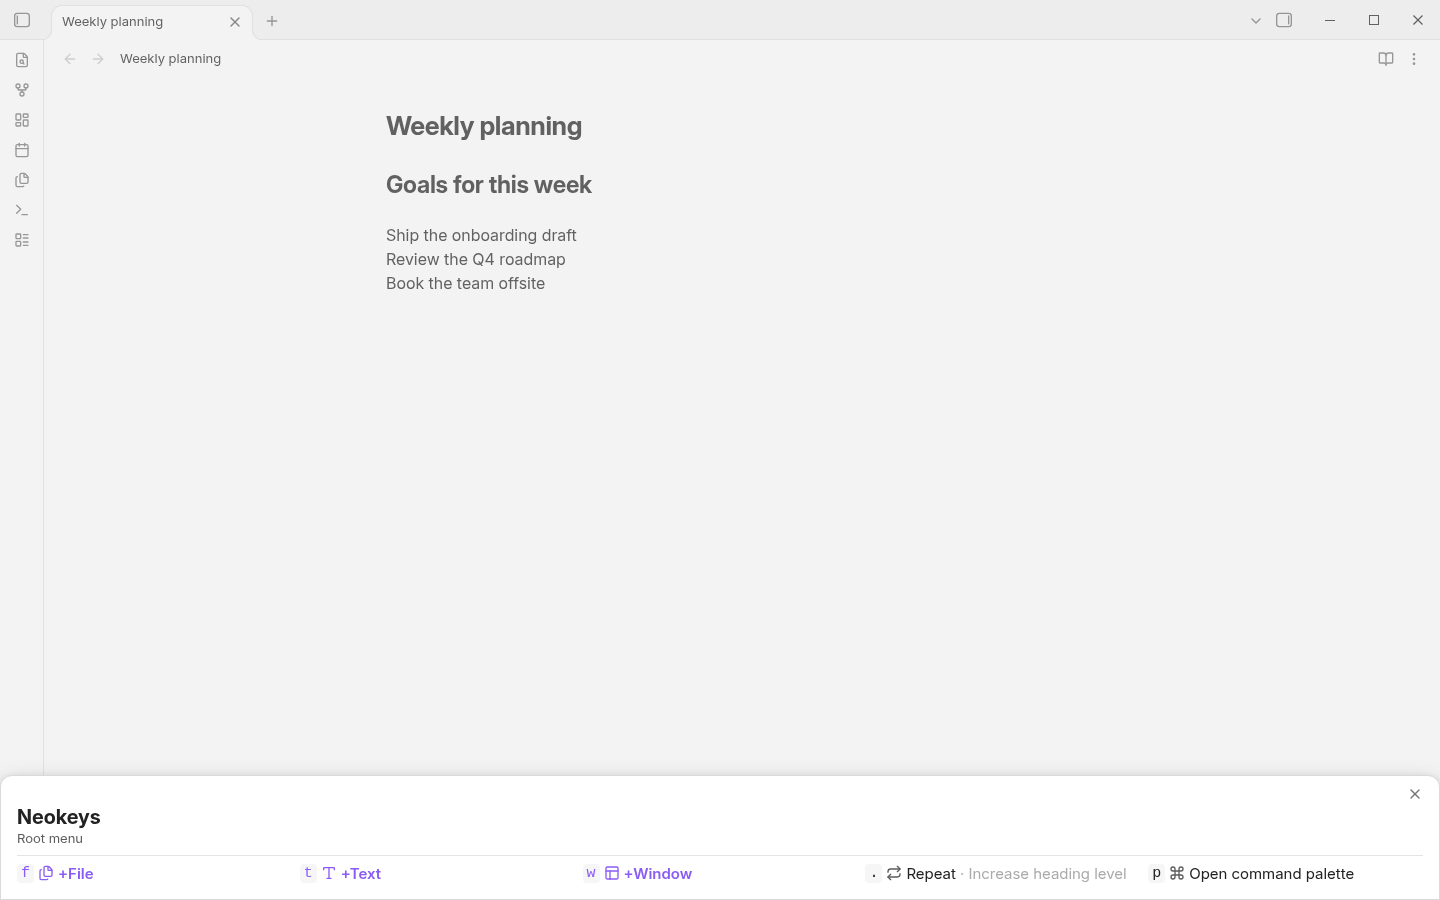 Weekly planning
Weekly planning
Weekly planning
Goals for this week
Ship the onboarding draft
Review the Q4 roadmap
Book the team offsite
Neokeys
Root menu
f +File t +Text w +Window . Repeat · Increase heading level p Open command palette